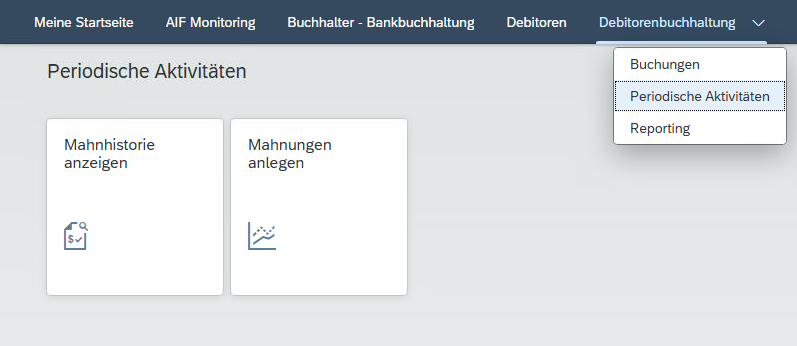 Meine Startseite AIF Monitoring Buchhalter - Bankbuchhaltung Debitoren Debitorenbuchhaltung
Buchungen
Periodische Aktivitäten
Reporting
Periodische Aktivitäten
Mahnhistorie
anzeigen
Mahnungen
anlegen